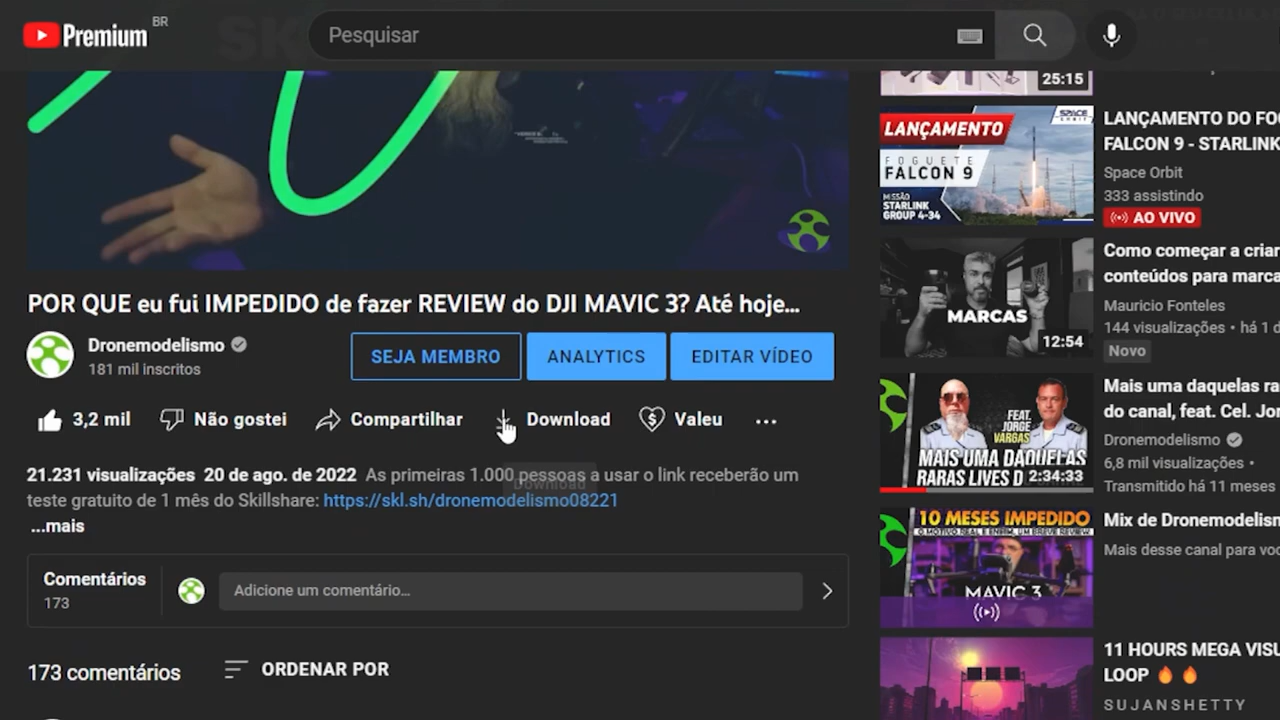 Premium BR
Pesquisar
25:15
LANÇAMENTO
FOGUETE
FALCON 9
MISSÃO
STARLINK
GROUP 4-34
SPACE
ORBIT
LANÇAMENTO DO FO
FALCON 9 - STARLINK
Space Orbit
333 assistindo
AO VIVO
MARCAS
12:54
Como começar a criar
conteúdos para marca
Mauricio Fonteles
144 visualizações • há 1 d
Novo
POR QUE eu fui IMPEDIDO de fazer REVIEW do DJI MAVIC 3? Até hoje...
Dronemodelismo
181 mil inscritos
SEJA MEMBRO
ANALYTICS
EDITAR VÍDEO
3,2 mil
Não gostei
Compartilhar
Download
Valeu
...
21.231 visualizações 20 de ago. de 2022 As primeiras 1.000 pessoas a usar o link receberão um
teste gratuito de 1 mês do Skillshare: https://skl.sh/dronemodelismo08221
...mais
Download
Comentários
173
Adicione um comentário...
173 comentários
ORDENAR POR
FEAT.
JORGE
VARGAS
MAIS UMA DAQUELAS
RARAS LIVES D
2:34:33
Mais uma daquelas ra
do canal, feat. Cel. Jor
Dronemodelismo
6,8 mil visualizações •
Transmitido há 11 meses
10 MESES IMPEDIDO
O MOTIVO REAL E ENFIM, UM BREVE REVIEW
MAVIC 3
Mix de Dronemodelism
Mais desse canal para voc
11 HOURS MEGA VISU
LOOP 🔥 🔥
SUJANSHETTY